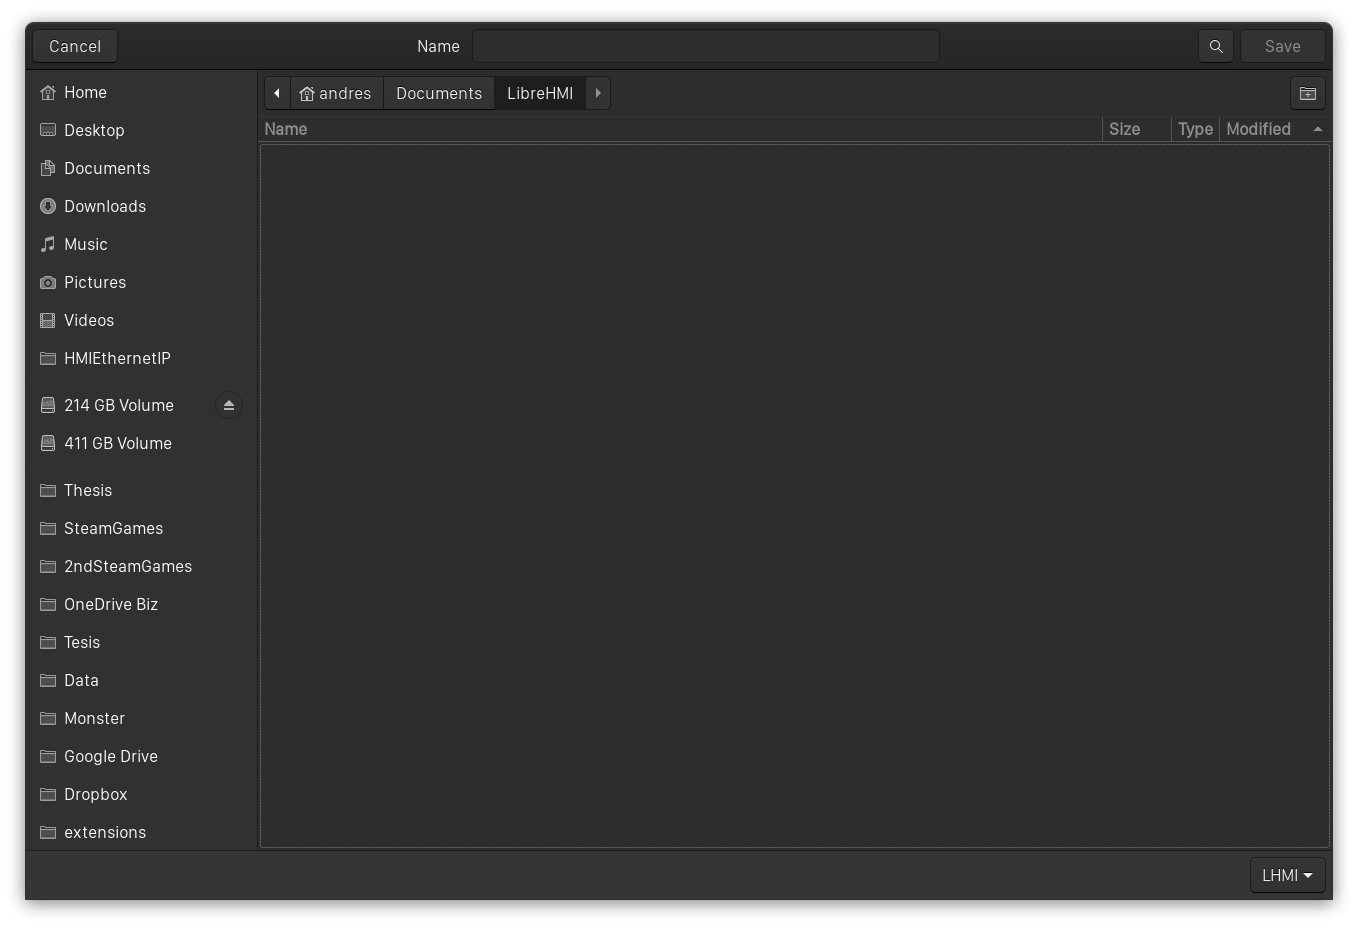 Cancel Name Save
Home
Desktop
Documents
Downloads
Music
Pictures
Videos
HMIEthernetIP
214 GB Volume
411 GB Volume
Thesis
SteamGames
2ndSteamGames
OneDrive Biz
Tesis
Data
Monster
Google Drive
Dropbox
extensions
andres Documents LibreHMI
Name Size Type Modified
LHMI